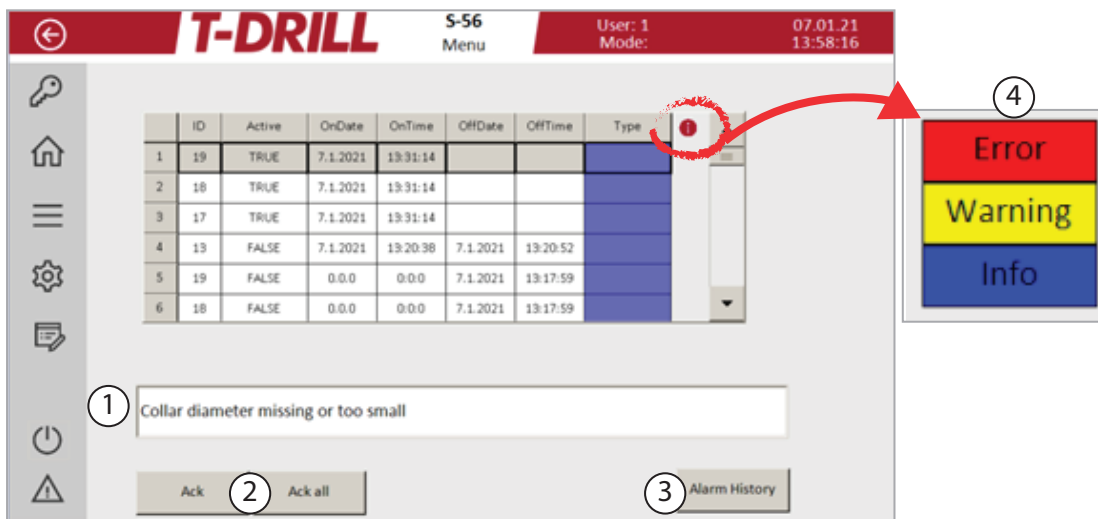 T-DRILL
S-56
Menu
User: 1
Mode:
07.01.21
13:58:16
ID Active OnDate OnTime OffDate OffTime Type
1 19 TRUE 7.1.2021 13:31:14
2 18 TRUE 7.1.2021 13:31:14
3 17 TRUE 7.1.2021 13:31:14
4 13 FALSE 7.1.2021 13:20:38 7.1.2021 13:20:52
5 19 FALSE 0.0.0 0:0:0 7.1.2021 13:17:59
6 18 FALSE 0.0.0 0:0:0 7.1.2021 13:17:59
4
Error
Warning
Info
1
Collar diameter missing or too small
Ack
2
Ack all
3
Alarm History